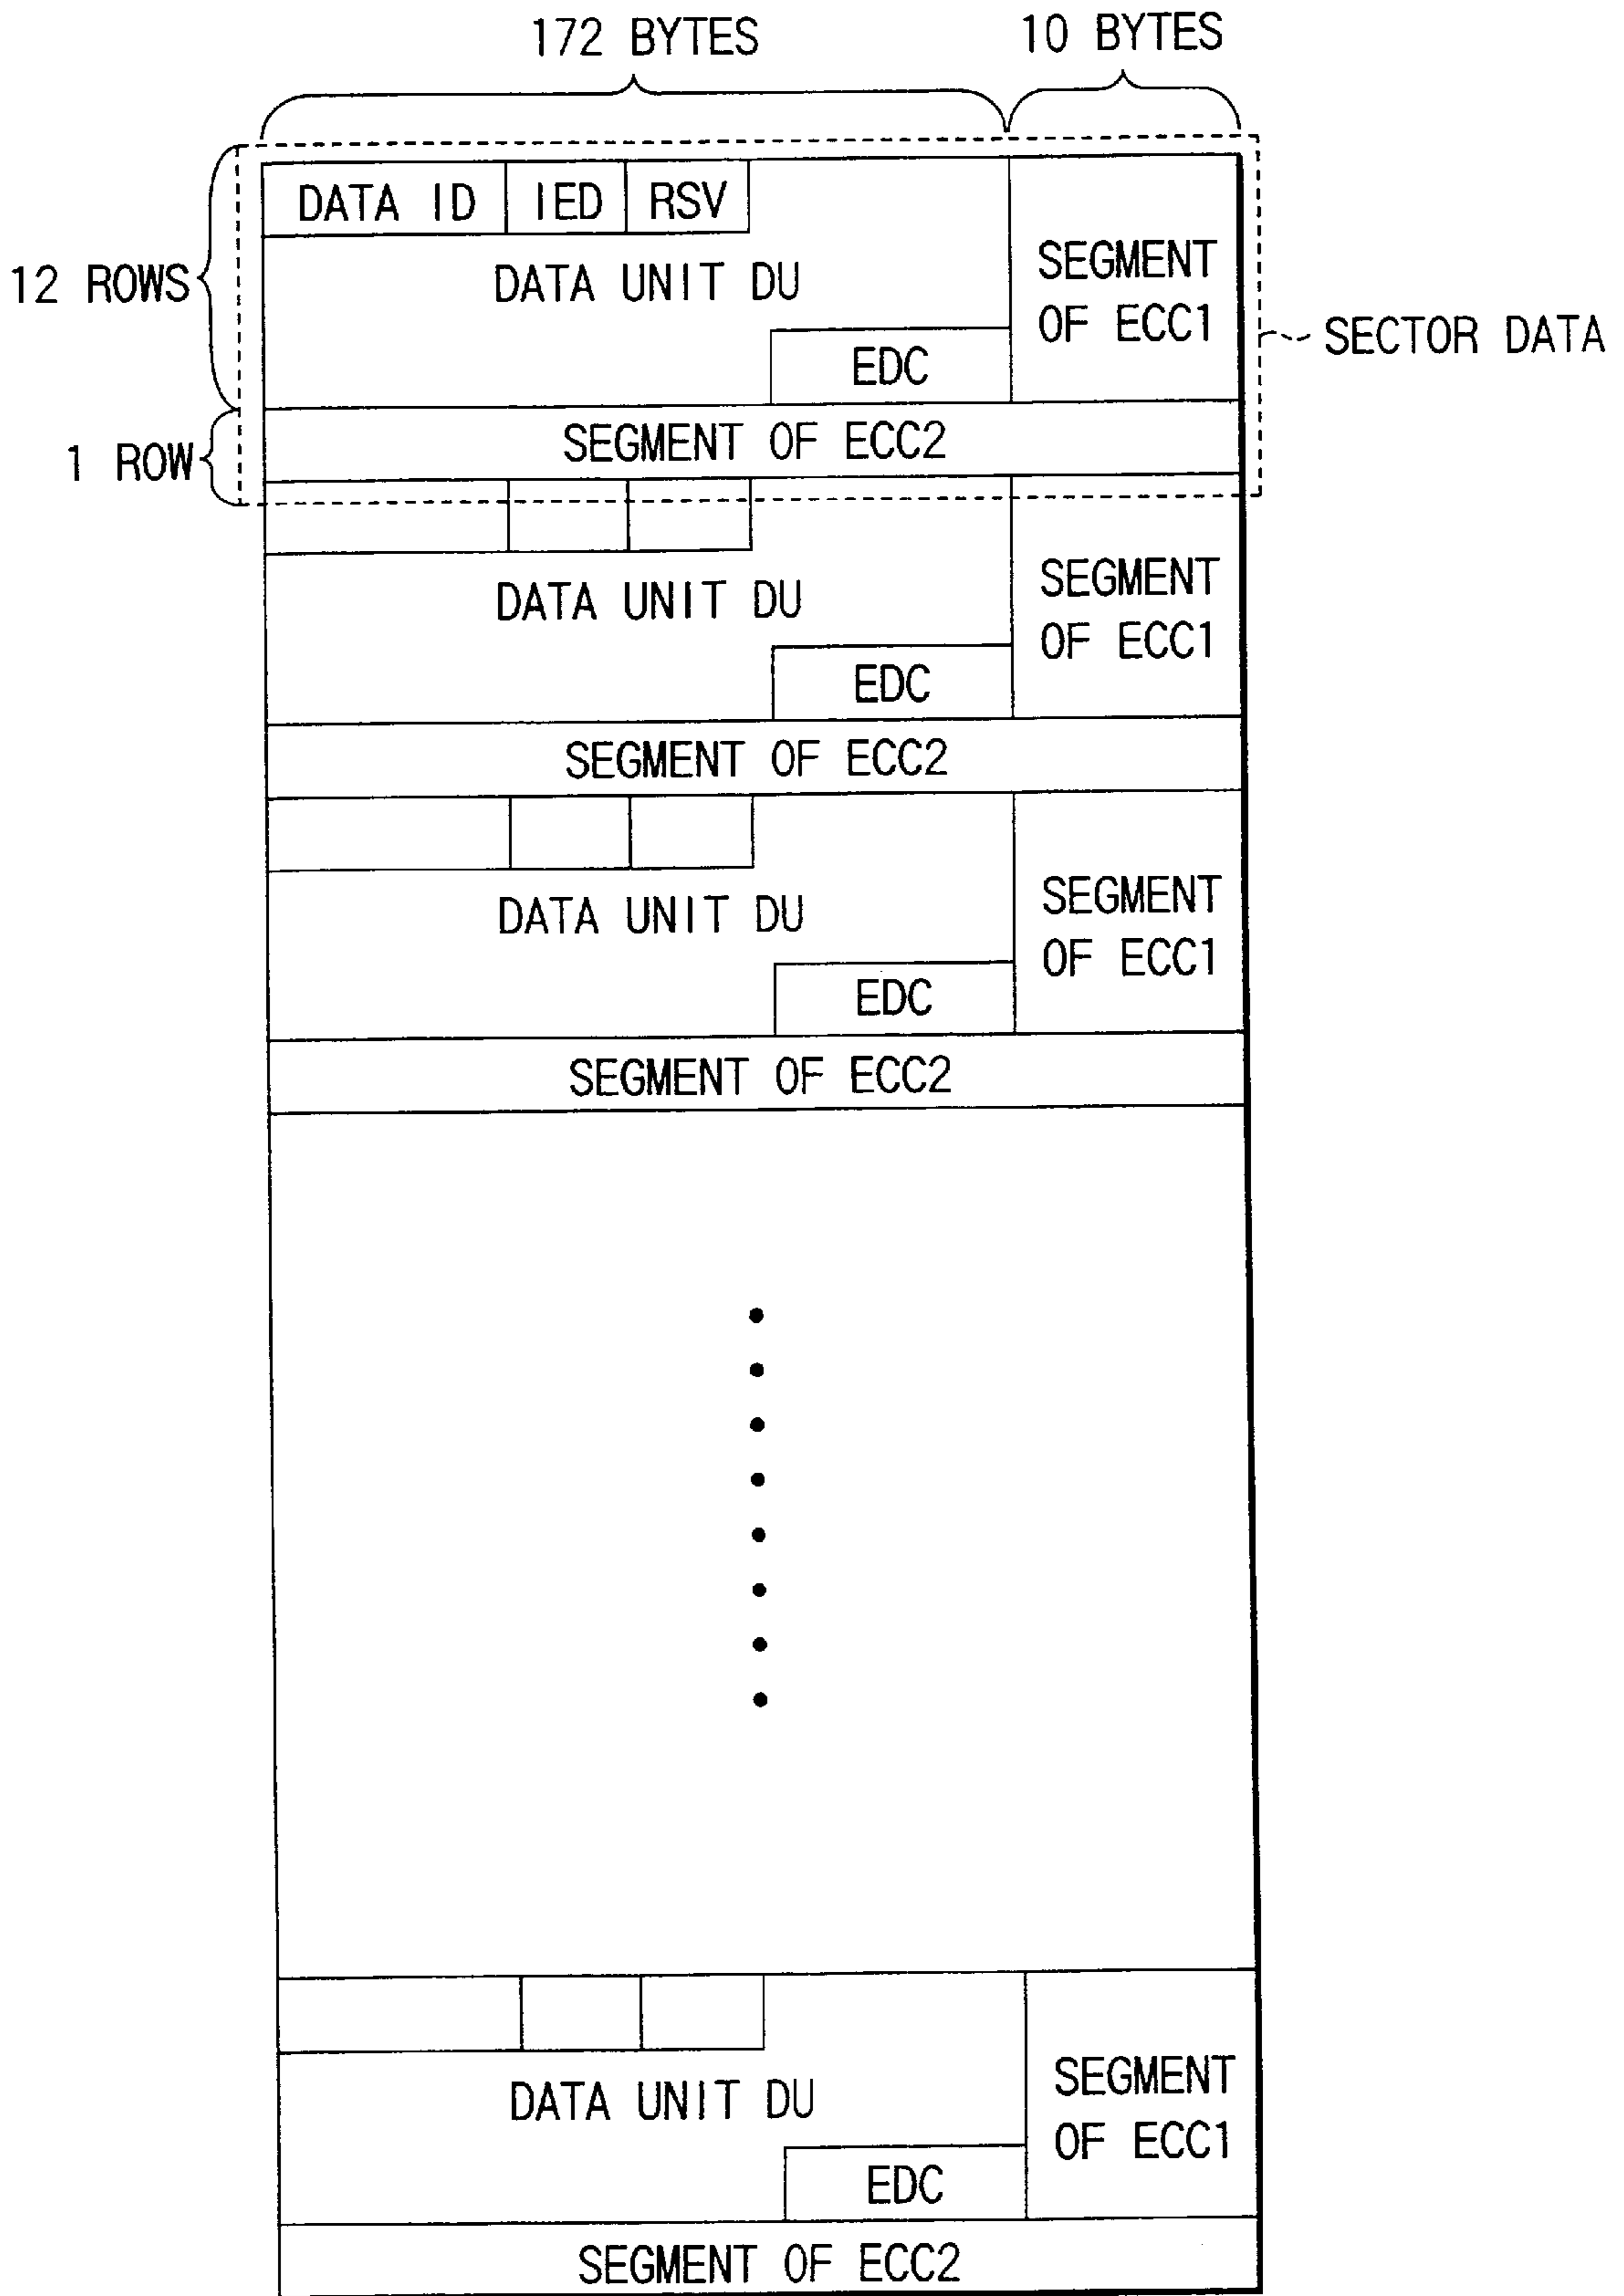 172 BYTES
10 BYTES
DATA ID
IED
RSV
12 ROWS
DATA UNIT DU
SEGMENT
OF ECC1
SECTOR DATA
EDC
1 ROW
SEGMENT OF ECC2
DATA UNIT DU
SEGMENT
OF ECC1
EDC
SEGMENT OF ECC2
DATA UNIT DU
SEGMENT
OF ECC1
EDC
SEGMENT OF ECC2
DATA UNIT DU
SEGMENT
OF ECC1
EDC
SEGMENT OF ECC2